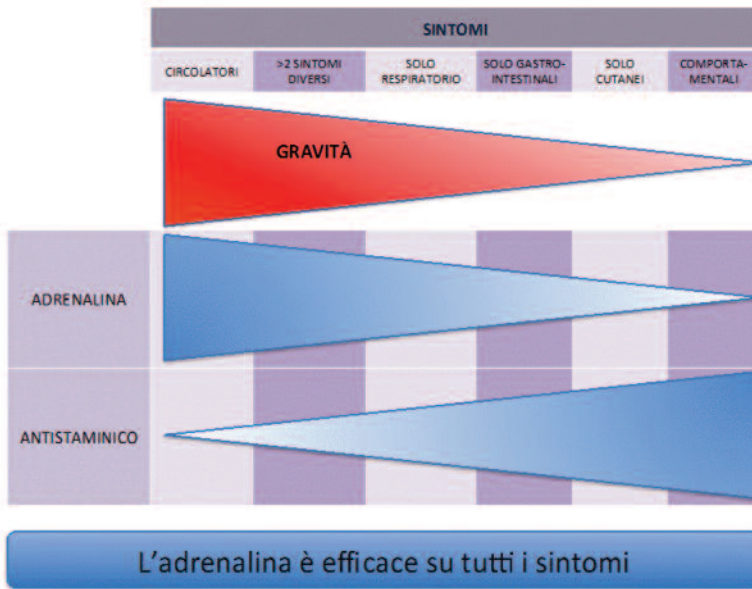 SINTOMI
CIRCOLATORI
>2 SINTOMI
DIVERSI
SOLO
RESPIRATORIO
SOLO GASTRO-
INTESTINALI
SOLO
CUTANEI
COMPORTA-
MENTALI
GRAVITÀ
ADRENALINA
ANTISTAMINICO
L'adrenalina è efficace su tutti i sintomi